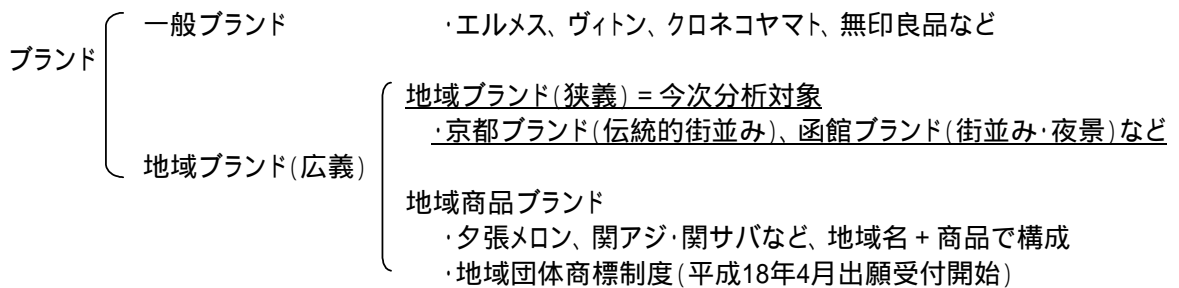 一般ブランド ・エルメス、ヴィトン、クロネコヤマト、無印良品など
ブランド
地域ブランド(狭義)=今次分析対象
・京都ブランド(伝統的街並み)、函館ブランド(街並み・夜景)など
地域ブランド(広義)
地域商品ブランド
・夕張メロン、関アジ・関サバなど、地域名+商品で構成
・地域団体商標制度(平成18年4月出願受付開始)